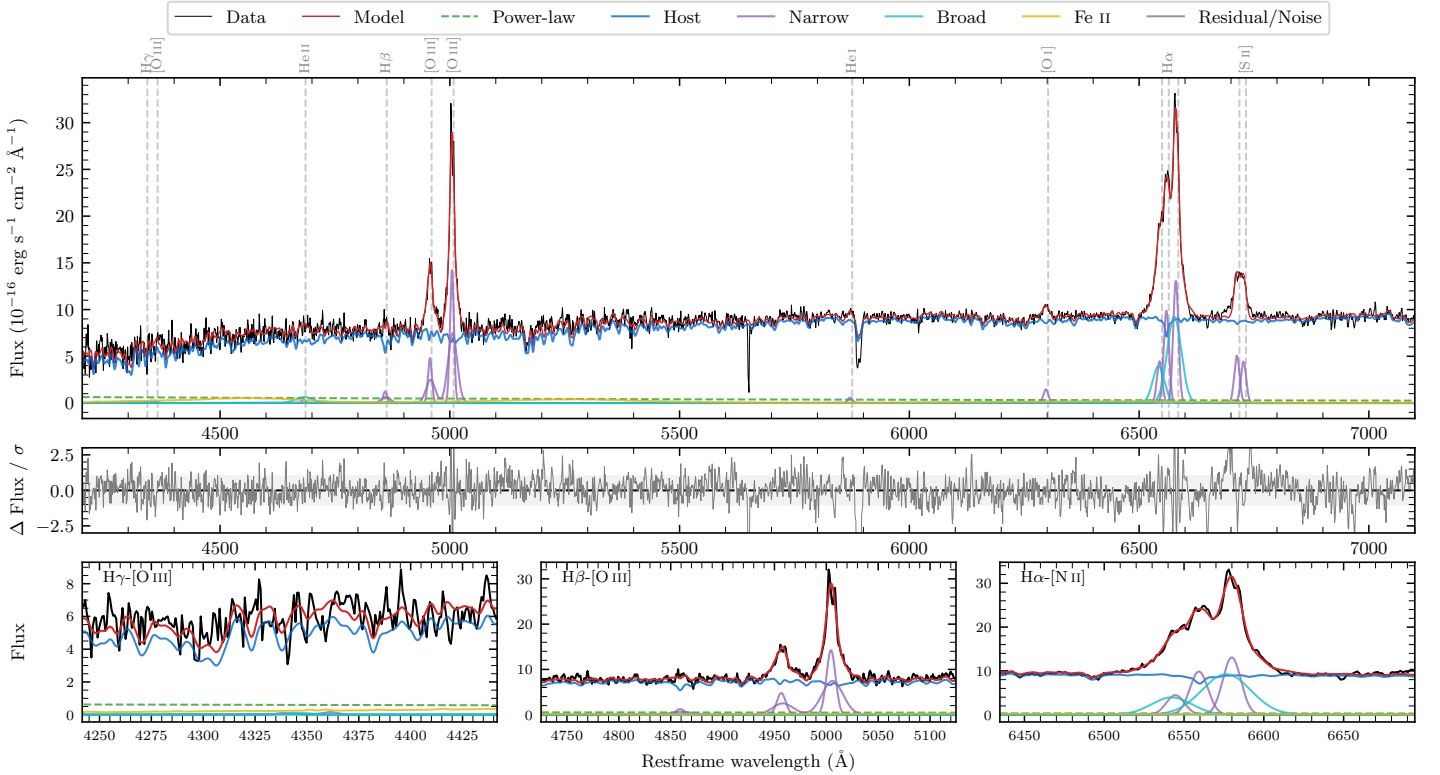 Data Model Power-law Host Narrow Broad Fe II Residual/Noise
Hγ [O III] He II Hβ [O III] [O III] He I [O I] Hα [S II]
Flux (10⁻¹⁶ erg s⁻¹ cm⁻² Å⁻¹)
30
25
20
15
10
5
0
4500 5000 5500 6000 6500 7000
Δ Flux / σ
2.5
0.0
−2.5
4500 5000 5500 6000 6500 7000
Flux
Hγ-[O III]
8
6
4
2
0
4250 4275 4300 4325 4350 4375 4400 4425
Hβ-[O III]
30
20
10
0
4750 4800 4850 4900 4950 5000 5050 5100
Hα-[N II]
30
20
10
0
6450 6500 6550 6600 6650
Restframe wavelength (Å)